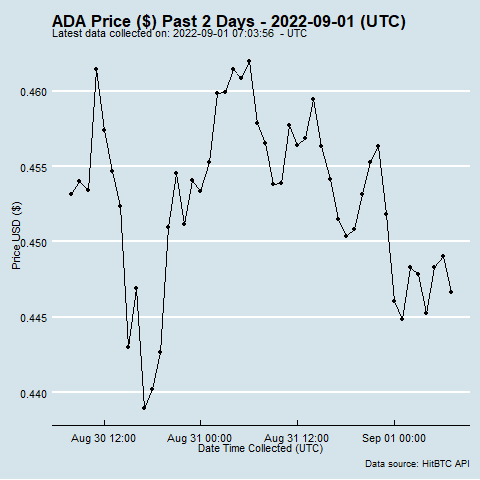 ADA Price ($) Past 2 Days - 2022-09-01 (UTC)
Latest data collected on: 2022-09-01 07:03:56 - UTC
0.460
0.455
0.450
0.445
0.440
Price USD ($)
Aug 30 12:00 Aug 31 00:00 Aug 31 12:00 Sep 01 00:00
Date Time Collected (UTC)
Data source: HitBTC API